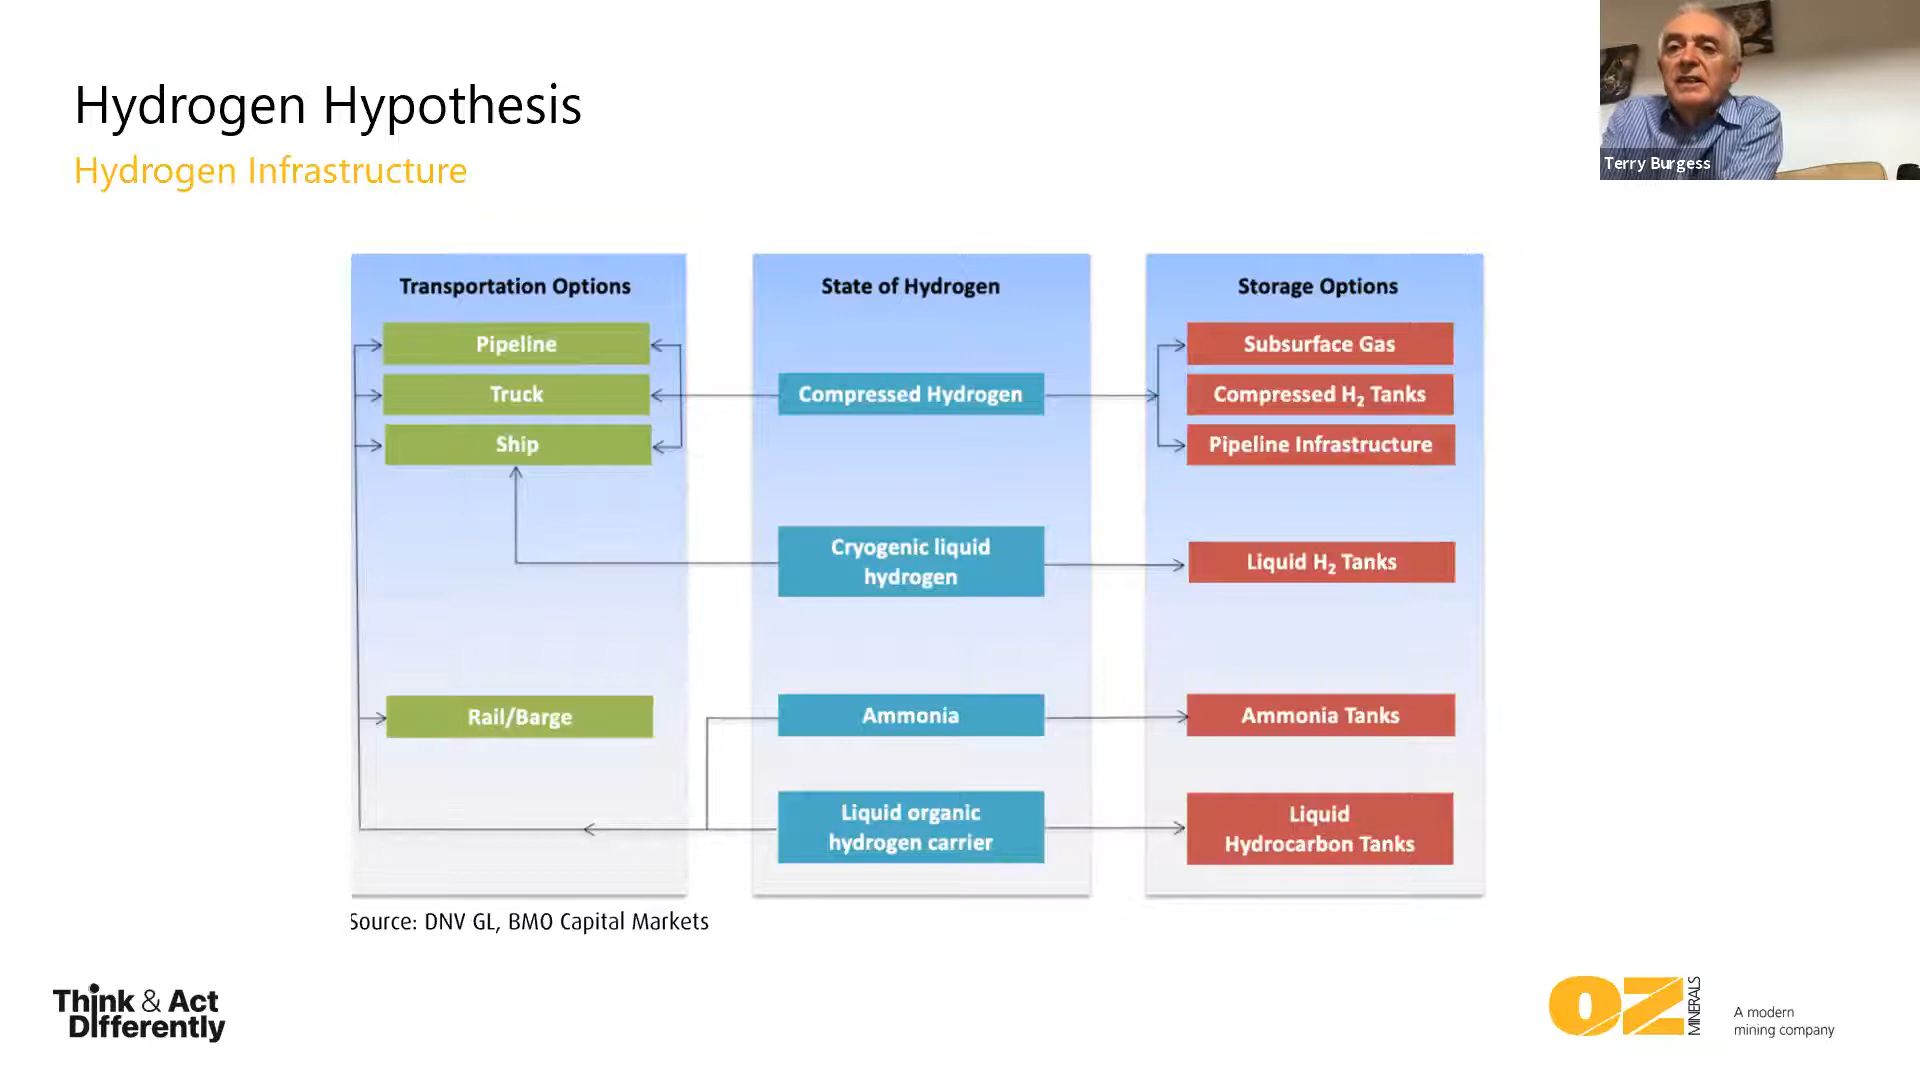 Hydrogen Hypothesis
Hydrogen Infrastructure
Terry Burgess
Transportation Options
Pipeline
Truck
Ship
Rail/Barge
State of Hydrogen
Compressed Hydrogen
Cryogenic liquid
hydrogen
Ammonia
Liquid organic
hydrogen carrier
Storage Options
Subsurface Gas
Compressed H₂ Tanks
Pipeline Infrastructure
Liquid H₂ Tanks
Ammonia Tanks
Liquid
Hydrocarbon Tanks
Source: DNV GL, BMO Capital Markets
Think & Act
Differently
OZ
MINERALS
A modern
mining company